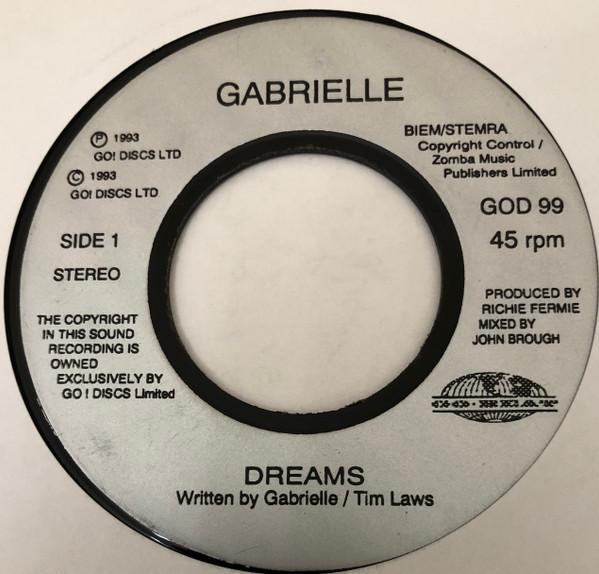 GABRIELLE
℗ 1993
GO! DISCS LTD
© 1993
GO! DISCS LTD
BIEM/STEMRA
Copyright Control /
Zomba Music
Publishers Limited
GOD 99
45 rpm
SIDE 1
STEREO
THE COPYRIGHT
IN THIS SOUND
RECORDING IS
OWNED
EXCLUSIVELY BY
GO ! DISCS Limited
PRODUCED BY
RICHIE FERMIE
MIXED BY
JOHN BROUGH
DREAMS
Written by Gabrielle / Tim Laws